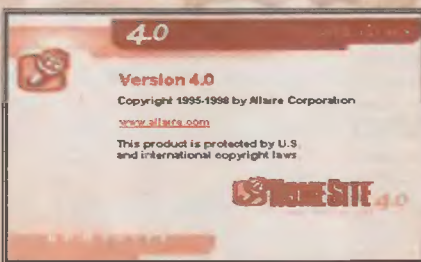 4.0
Version 4.0
Copyright 1995-1998 by Allaire Corporation
www.allaire.com
This product is protected by U.S.
and international copyright laws
HOMESITE 4.0